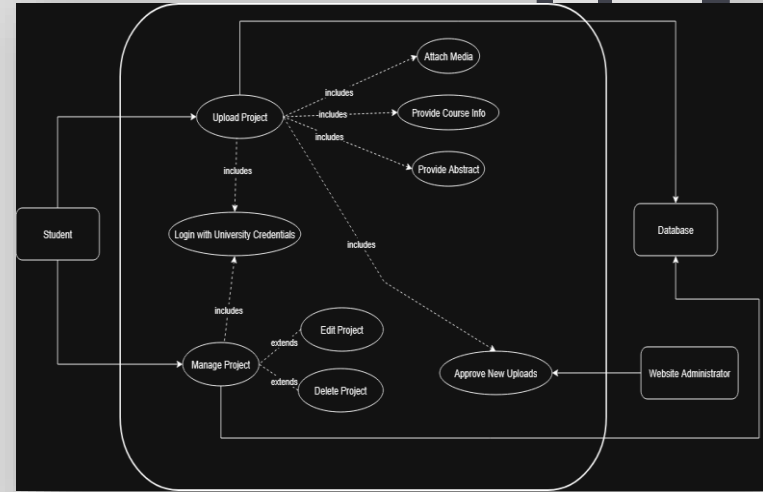 Attach Media
includes
Upload Project
includes
Provide Course Info
includes
Provide Abstract
includes
Student
Login with University Credentials
includes
Database
includes
Edit Project
extends
Manage Project
extends
Delete Project
Approve New Uploads
Website Administrator